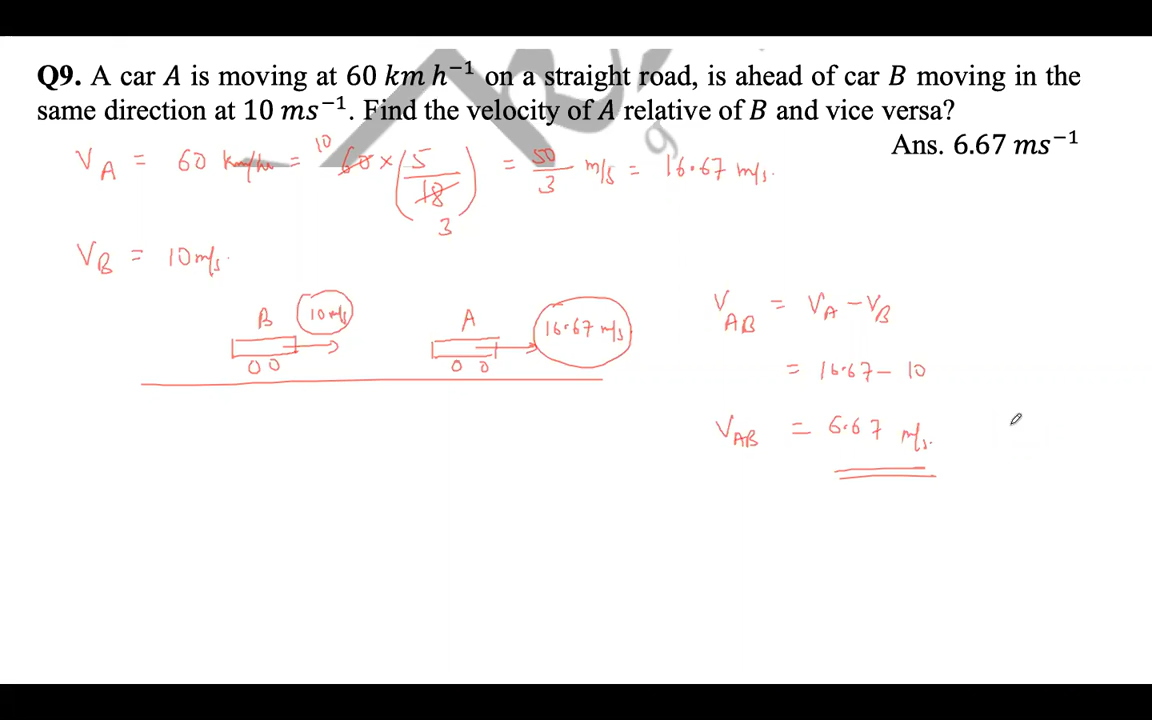 Q9. A car A is moving at 60 km h⁻¹ on a straight road, is ahead of car B moving in the
same direction at 10 ms⁻¹. Find the velocity of A relative of B and vice versa?
Ans. 6.67 ms⁻¹
V_A = 60 km/hr = 10 60 × (5/18) 3 = 50/3 m/s = 16.67 m/s.
V_B = 10 m/s.
B 10 m/s A 16.67 m/s
V_AB = V_A - V_B
= 16.67 - 10
V_AB = 6.67 m/s.